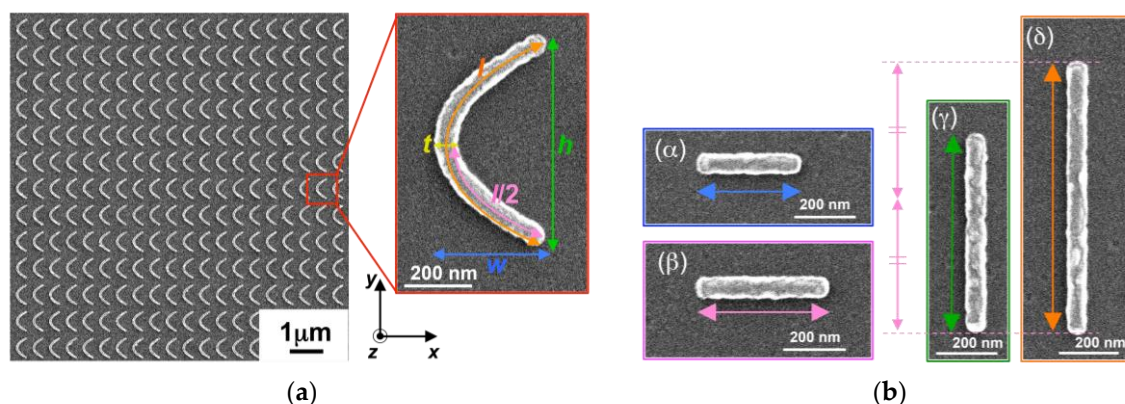 l
t
h
l/2
w
200 nm
1μm
y
z
x
(α)
200 nm
(β)
200 nm
(γ)
200 nm
(δ)
200 nm
(a)
(b)